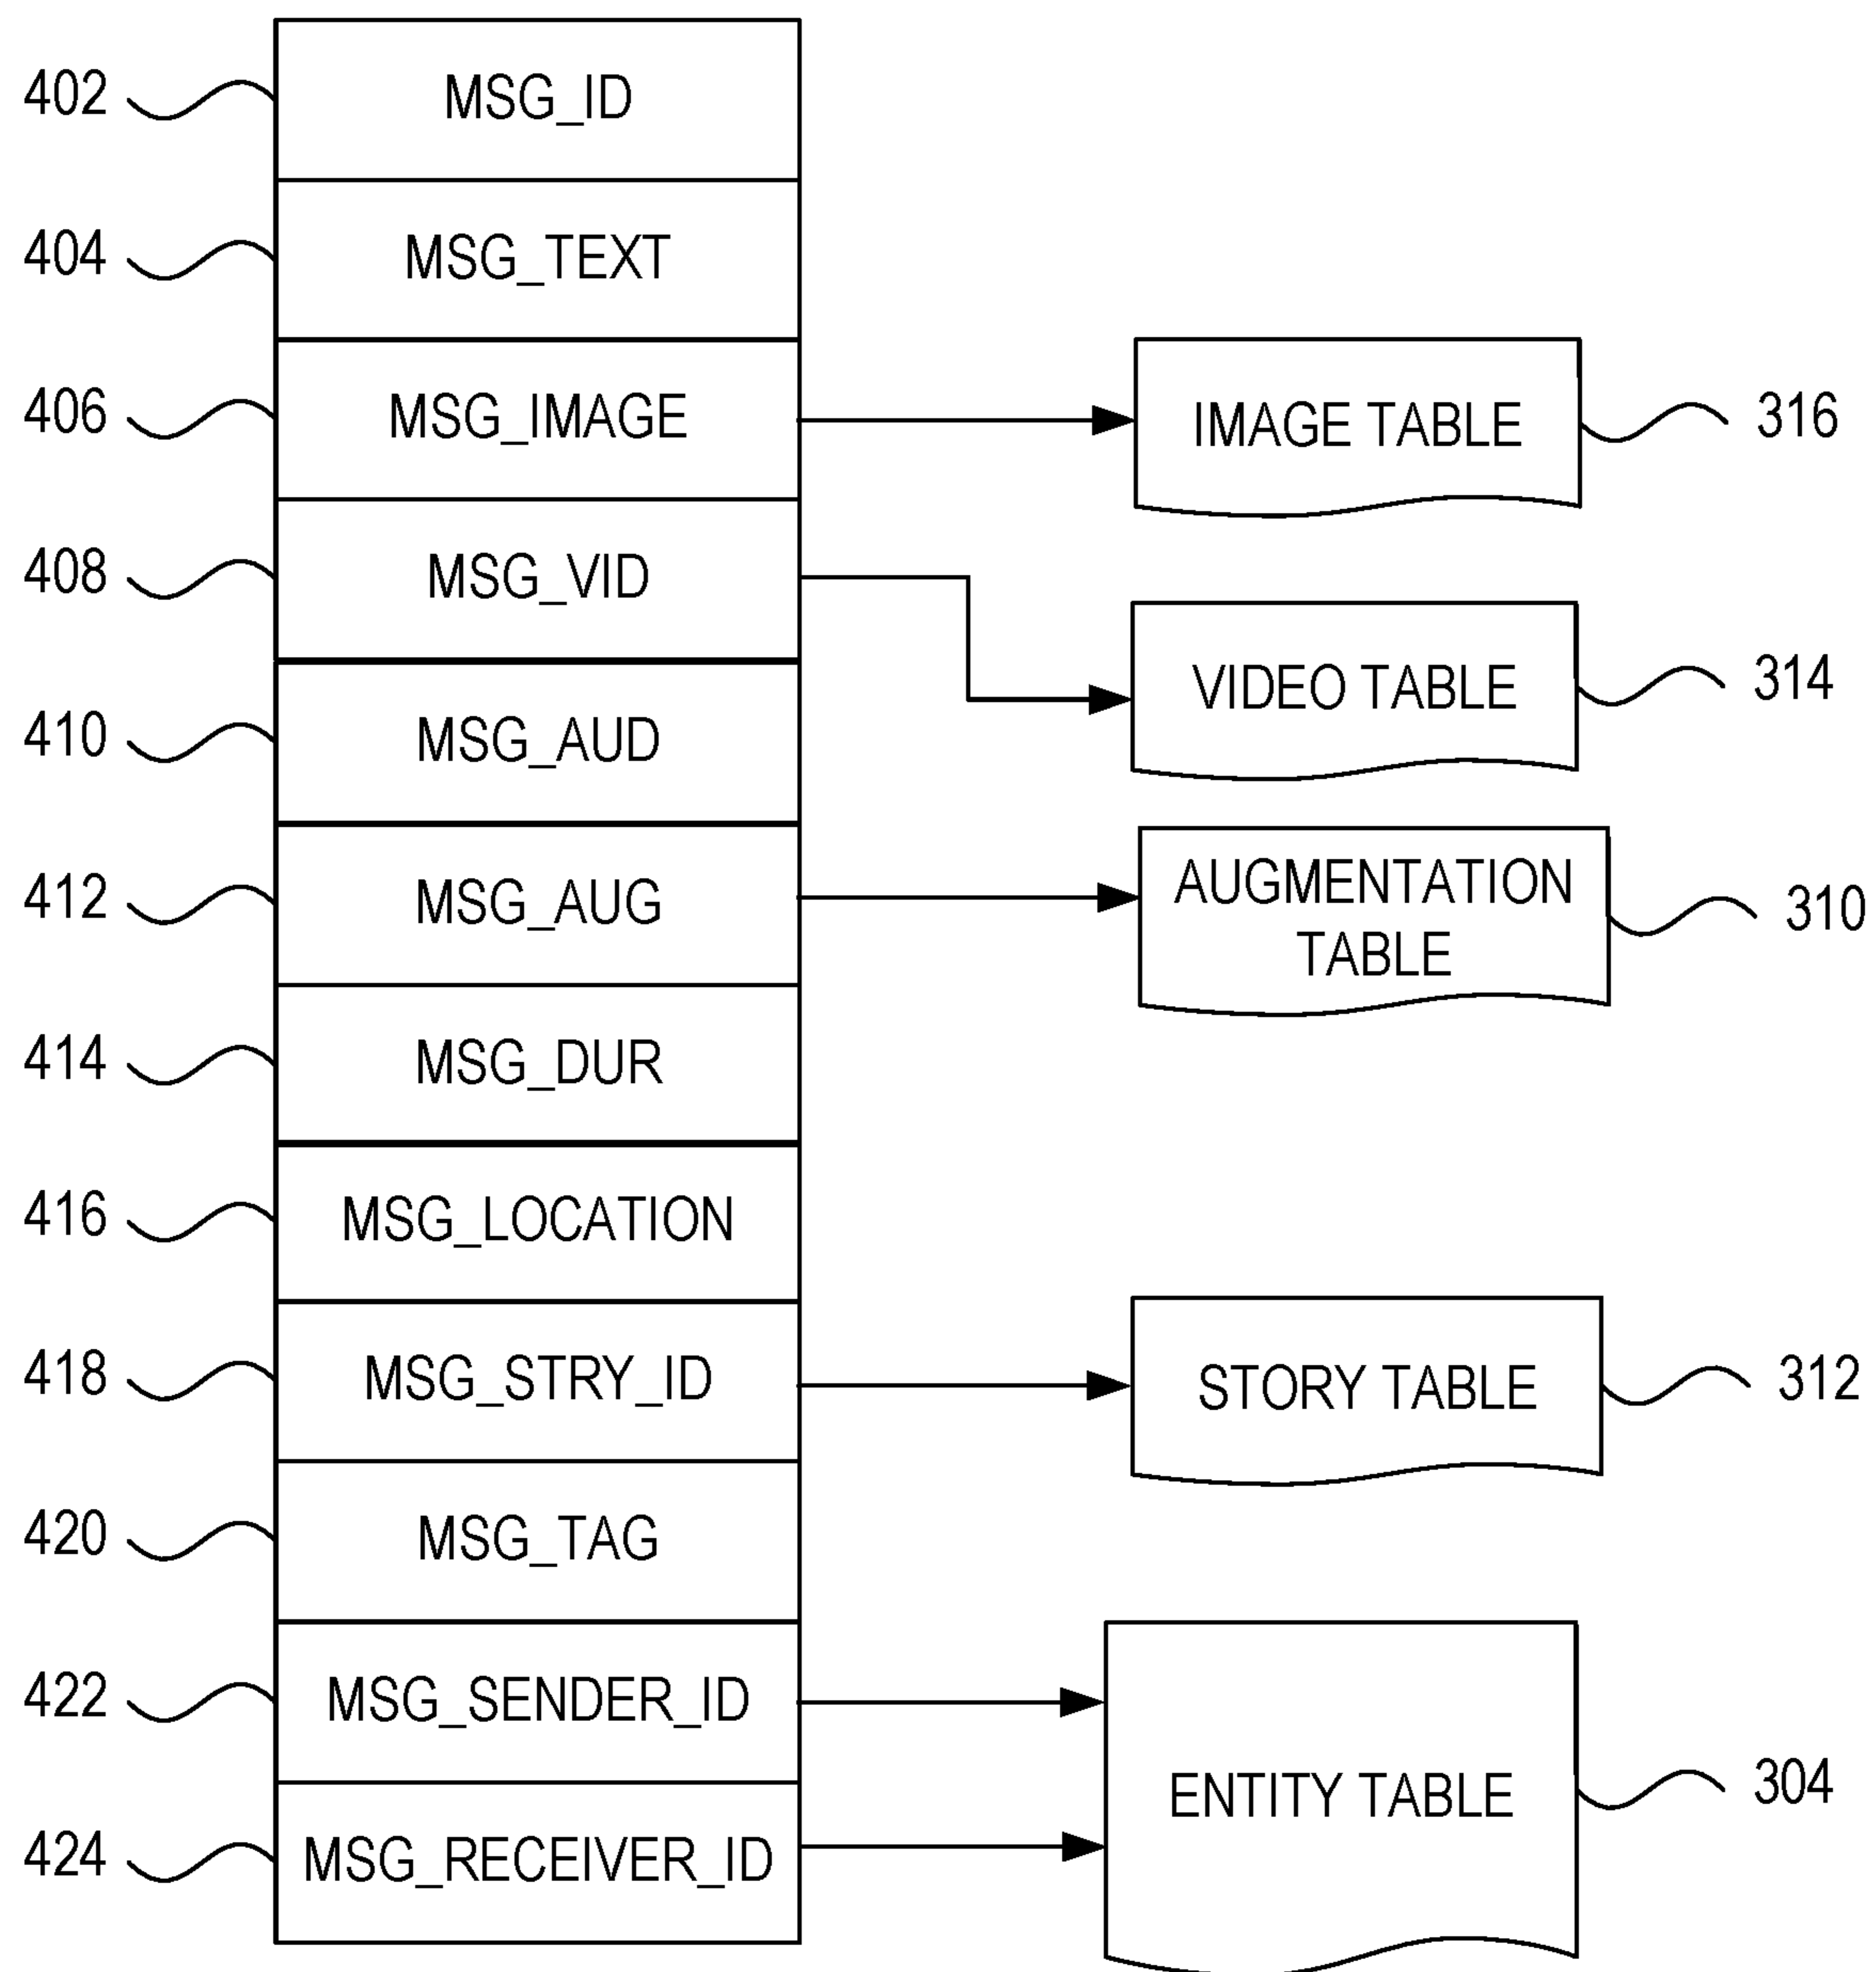 402 MSG_ID
404 MSG_TEXT
406 MSG_IMAGE IMAGE TABLE 316
408 MSG_VID
VIDEO TABLE 314
410 MSG_AUD
412 MSG_AUG AUGMENTATION
TABLE 310
414 MSG_DUR
416 MSG_LOCATION
418 MSG_STRY_ID STORY TABLE 312
420 MSG_TAG
422 MSG_SENDER_ID
ENTITY TABLE 304
424 MSG_RECEIVER_ID